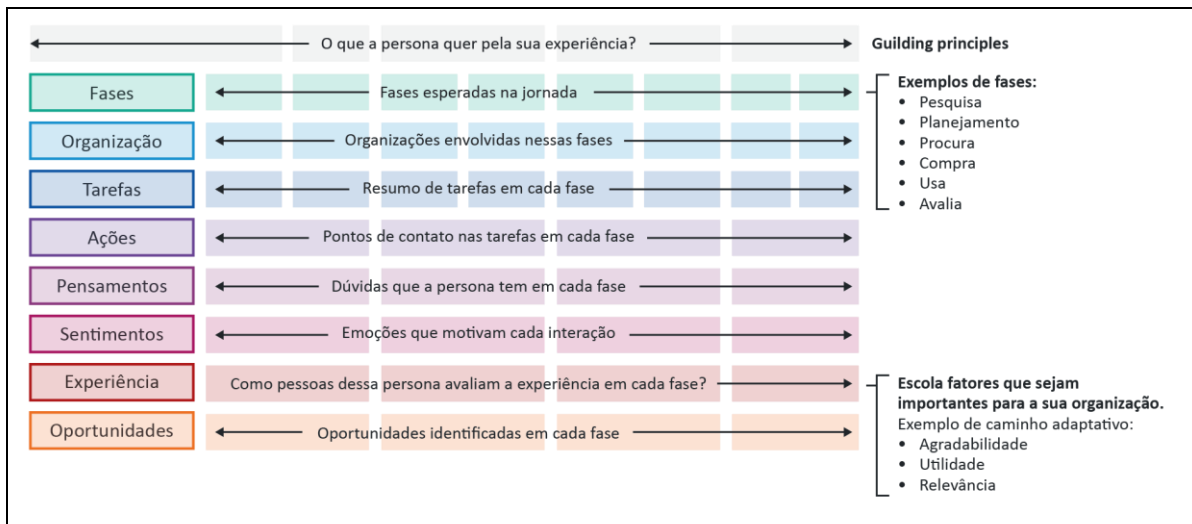 O que a persona quer pela sua experiência?
Guilding principles
Fases
Fases esperadas na jornada
Organização
Organizações envolvidas nessas fases
Tarefas
Resumo de tarefas em cada fase
Exemplos de fases:
• Pesquisa
• Planejamento
• Procura
• Compra
• Usa
• Avalia
Ações
Pontos de contato nas tarefas em cada fase
Pensamentos
Dúvidas que a persona tem em cada fase
Sentimentos
Emoções que motivam cada interação
Experiência
Como pessoas dessa persona avaliam a experiência em cada fase?
Oportunidades
Oportunidades identificadas em cada fase
Escola fatores que sejam
importantes para a sua organização.
Exemplo de caminho adaptativo:
• Agradabilidade
• Utilidade
• Relevância